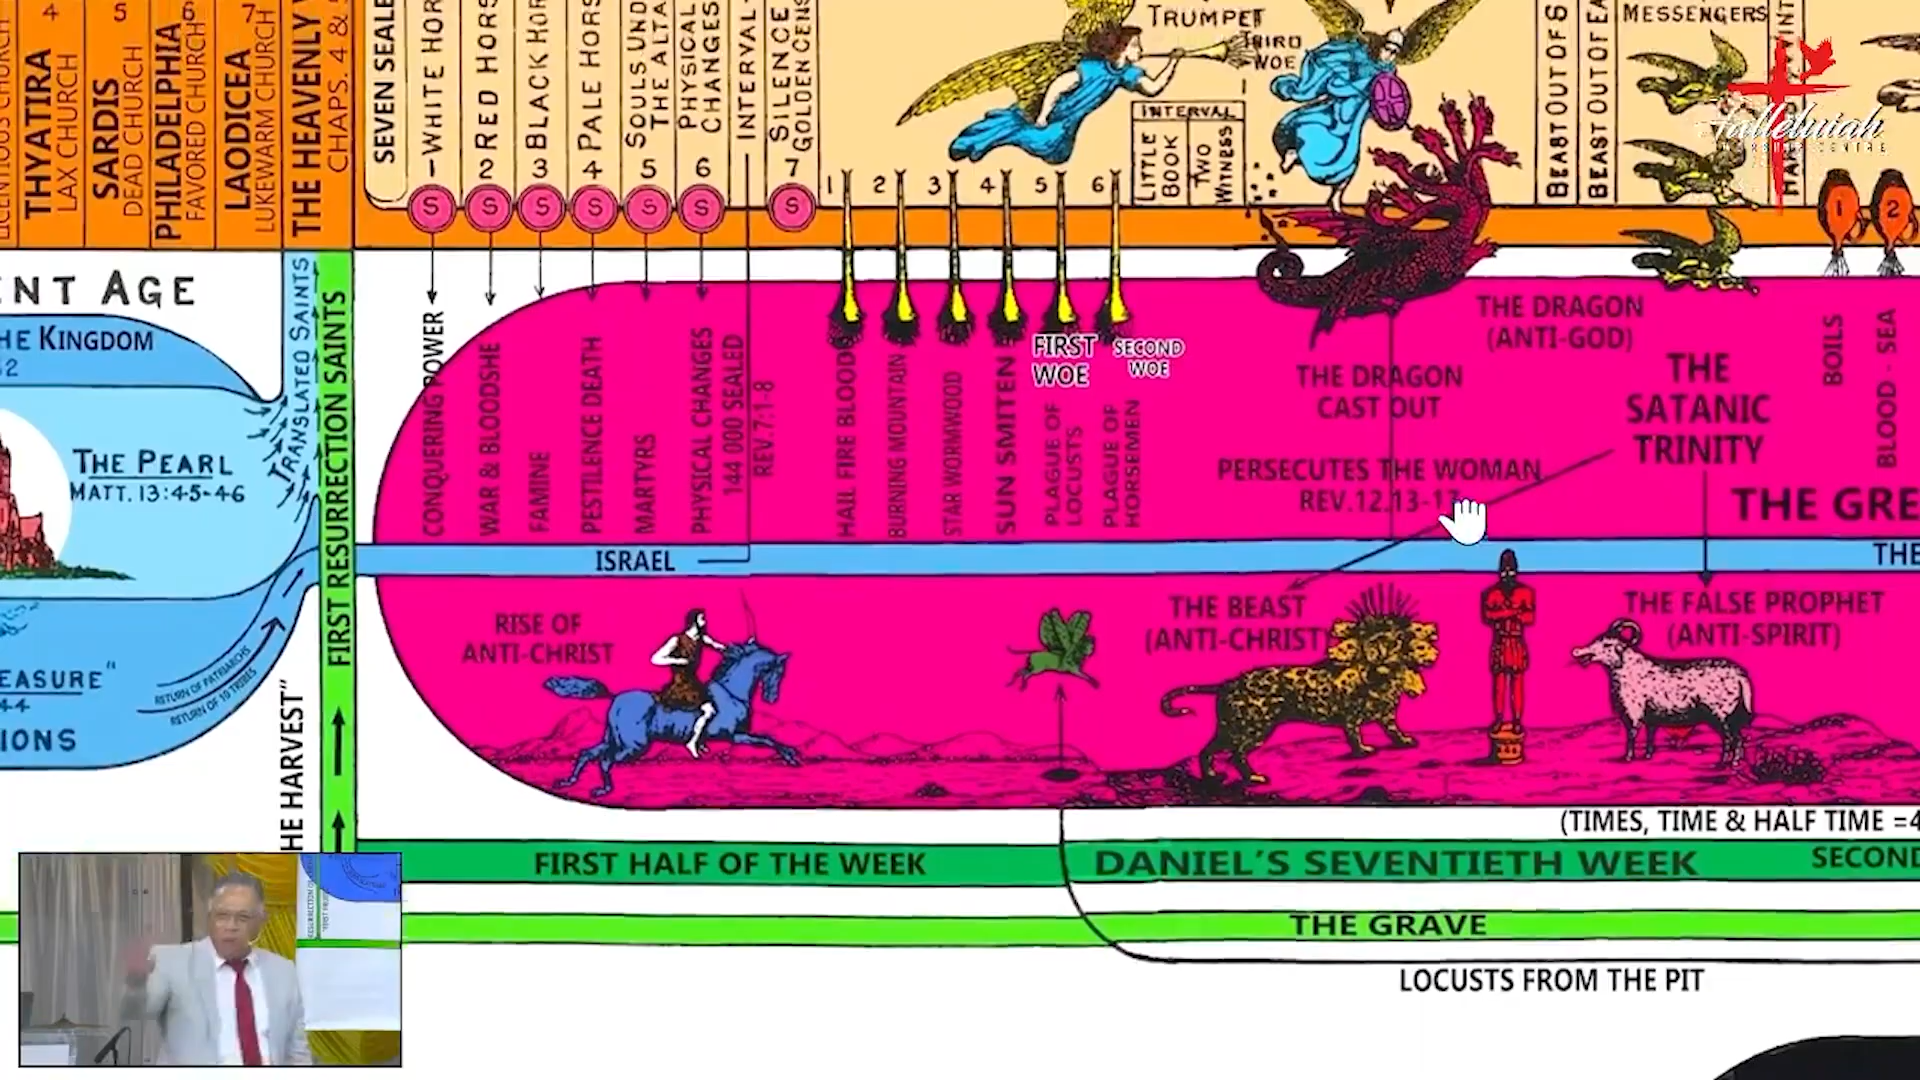 4
THYATIRA
LAX CHURCH
5
SARDIS
DEAD CHURCH
6
PHILADELPHIA
FAVORED CHURCH
7
LAODICEA
LUKEWARM CHURCH
THE HEAVENLY
CHAPS. 4 &
SEVEN SEALE
1
WHITE HOR
2
RED HORS
3
BLACK HOR
4
PALE HORS
5
SOULS UND
THE ALTA
6
PHYSICAL
CHANGES
INTERVAL
7
SILENCE
GOLDEN CENS
S
S
S
S
S
S
S
1
2
3
4
5
6
TRUMPET
THIRD
WOE
INTERVAL
LITTLE
BOOK
TWO
WITNESS
BEAST OUT OF S
BEAST OUT OF EA
MESSENGERS
Halleluiah
1
2
ENT AGE
HE KINGDOM
THE PEARL
MATT. 13:45-46
TRANSLATED SAINTS
FIRST RESURRECTION SAINTS
EASURE"
44
IONS
RETURN OF PATRIARCHS
RETURN OF 10 TRIBES
HE HARVEST"
CONQUERING POWER
WAR & BLOODSHE
FAMINE
PESTILENCE DEATH
MARTYRS
PHYSICAL CHANGES
144 000 SEALED
REV. 7:1-8
HAIL FIRE BLOOD
BURNING MOUNTAIN
STAR WORMWOOD
SUN SMITEN
FIRST
WOE
PLAGUE OF
LOCUSTS
SECOND
WOE
PLAGUE OF
HORSEMEN
THE DRAGON
(ANTI-GOD)
THE DRAGON
CAST OUT
THE
SATANIC
TRINITY
BOILS
BLOOD - SEA
PERSECUTES THE WOMAN
REV.12.13-17
THE GRE
ISRAEL
THE
RISE OF
ANTI-CHRIST
THE BEAST
(ANTI-CHRIST)
THE FALSE PROPHET
(ANTI-SPIRIT)
(TIMES, TIME & HALF TIME =4
FIRST HALF OF THE WEEK
DANIEL'S SEVENTIETH WEEK
SECOND
THE GRAVE
LOCUSTS FROM THE PIT